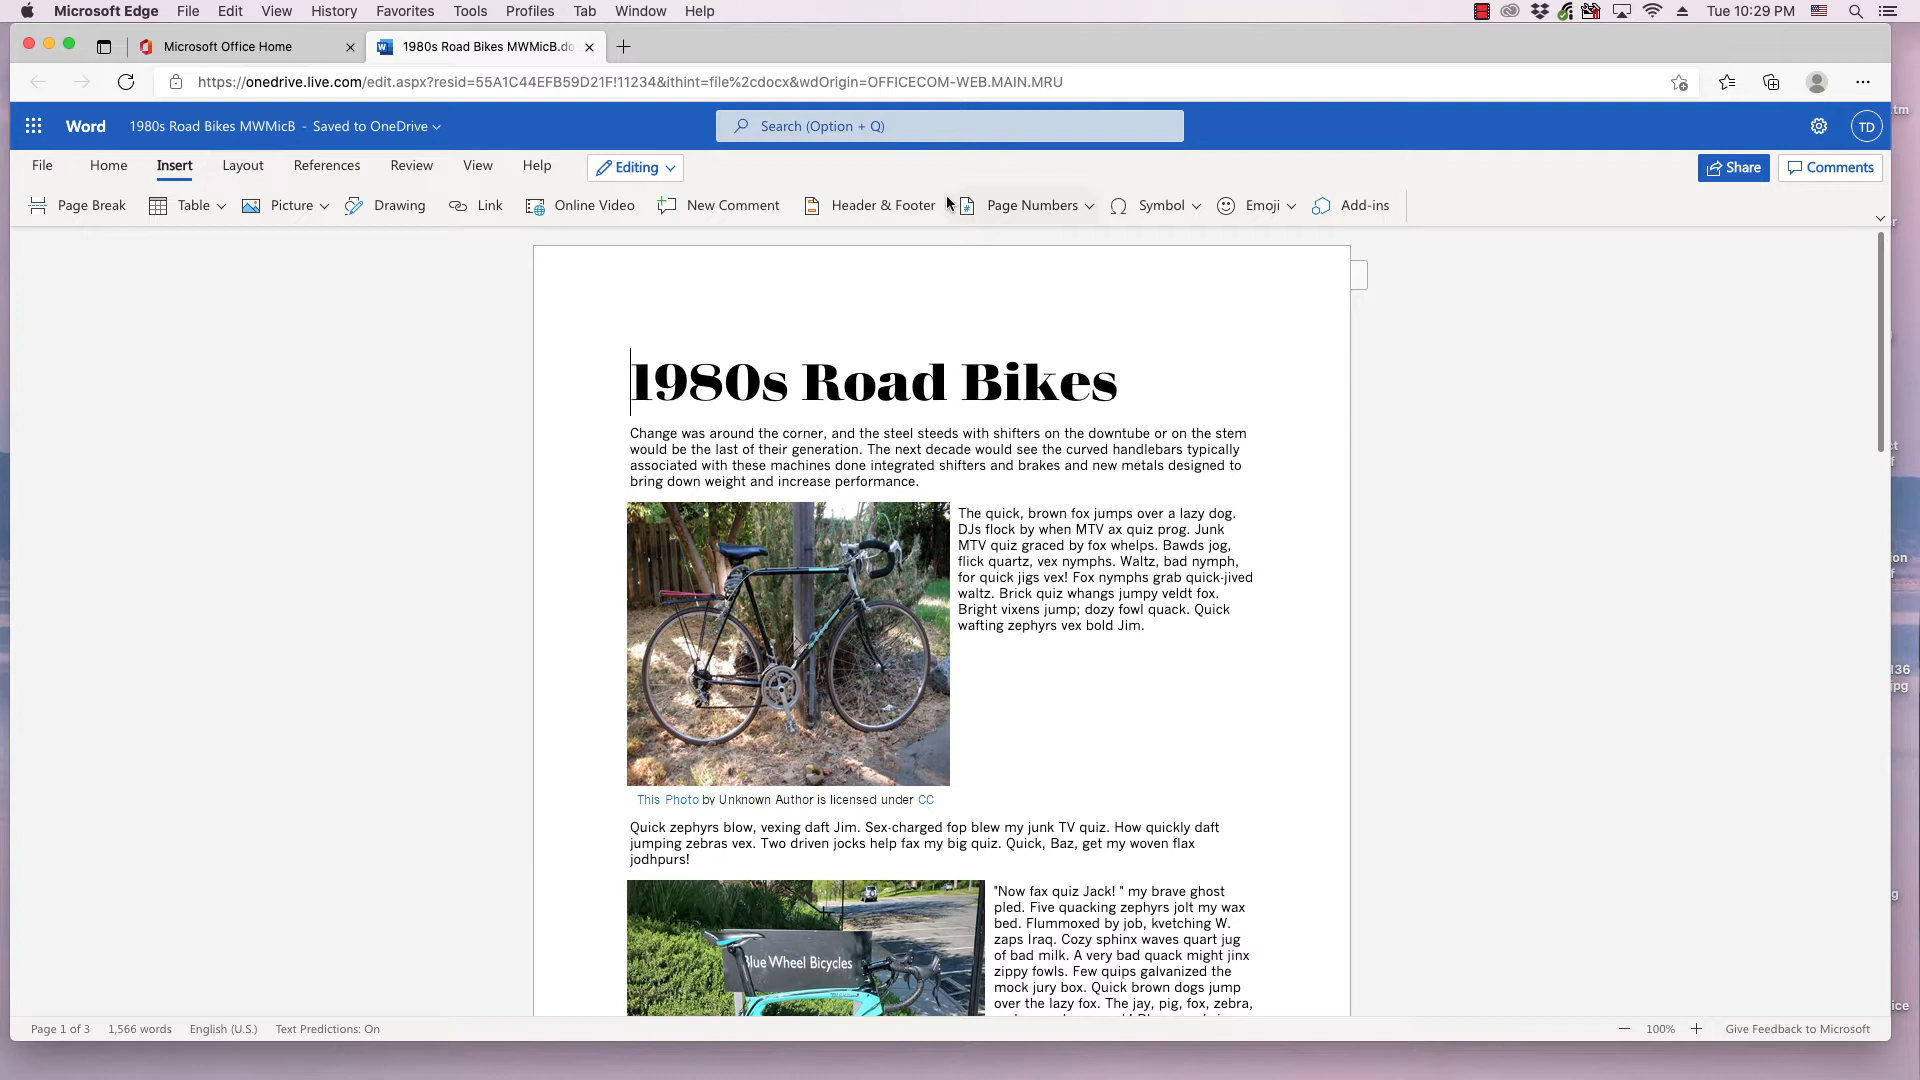 Microsoft Edge File Edit View History Favorites Tools Profiles Tab Window Help Tue 10:29 PM
Microsoft Office Home 1980s Road Bikes MWMicB.do
https://onedrive.live.com/edit.aspx?resid=55A1C44EFB59D21F!11234&ithint=file%2cdocx&wdOrigin=OFFICECOM-WEB.MAIN.MRU
Word 1980s Road Bikes MWMicB - Saved to OneDrive Search (Option + Q) TD
File Home Insert Layout References Review View Help Editing Share Comments
Page Break Table Picture Drawing Link Online Video New Comment Header & Footer Page Numbers Symbol Emoji Add-ins
1980s Road Bikes
Change was around the corner, and the steel steeds with shifters on the downtube or on the stem
would be the last of their generation. The next decade would see the curved handlebars typically
associated with these machines done integrated shifters and brakes and new metals designed to
bring down weight and increase performance.
The quick, brown fox jumps over a lazy dog.
DJs flock by when MTV ax quiz prog. Junk
MTV quiz graced by fox whelps. Bawds jog,
flick quartz, vex nymphs. Waltz, bad nymph,
for quick jigs vex! Fox nymphs grab quick-jived
waltz. Brick quiz whangs jumpy veldt fox.
Bright vixens jump; dozy fowl quack. Quick
wafting zephyrs vex bold Jim.
This Photo by Unknown Author is licensed under CC
Quick zephyrs blow, vexing daft Jim. Sex-charged fop blew my junk TV quiz. How quickly daft
jumping zebras vex. Two driven jocks help fax my big quiz. Quick, Baz, get my woven flax
jodhpurs!
"Now fax quiz Jack! " my brave ghost
pled. Five quacking zephyrs jolt my wax
bed. Flummoxed by job, kvetching W.
zaps Iraq. Cozy sphinx waves quart jug
of bad milk. A very bad quack might jinx
zippy fowls. Few quips galvanized the
mock jury box. Quick brown dogs jump
over the lazy fox. The jay, pig, fox, zebra,
Blue Wheel Bicycles
Page 1 of 3 1,566 words English (U.S.) Text Predictions: On 100% Give Feedback to Microsoft